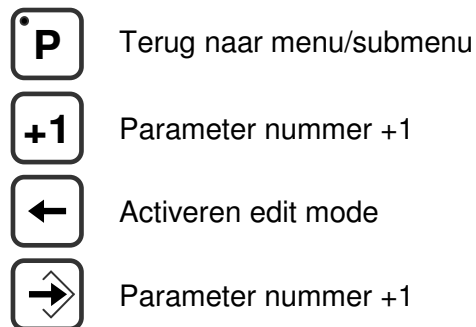 P Terug naar menu/submenu
+1 Parameter nummer +1
Activeren edit mode
Parameter nummer +1